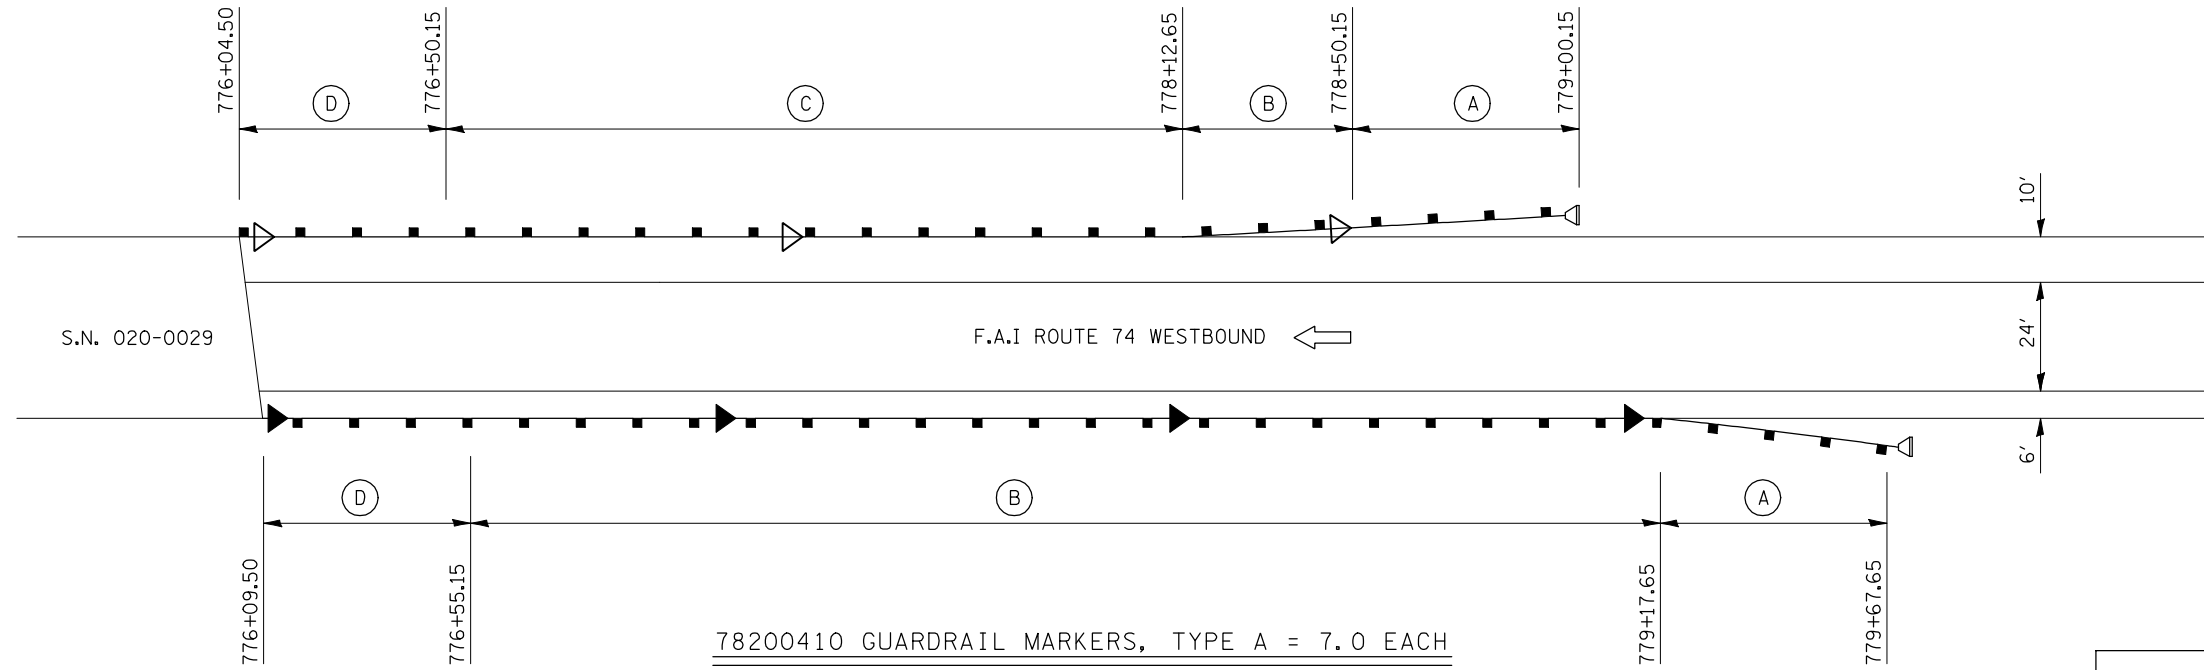 776+04.50
776+50.15
778+12.65
778+50.15
779+00.15
D
C
B
A
10'
S.N. 020-0029
F.A.I ROUTE 74 WESTBOUND
24'
6'
D
B
A
776+09.50
776+55.15
779+17.65
779+67.65
78200410 GUARDRAIL MARKERS, TYPE A = 7.0 EACH